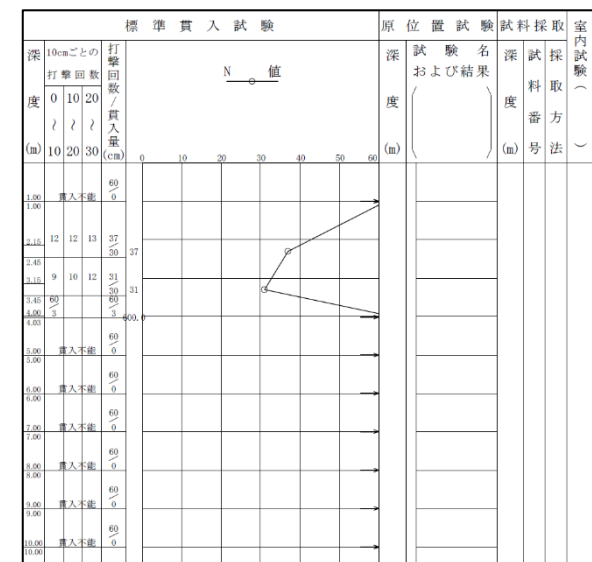 標準貫入試験
原位置試験
試料採取
室内試験（　）
深度(m)
10cmごとの打撃回数
0～10
10～20
20～30
打撃回数/貫入量(cm)
N 値
0 10 20 30 40 50 60
深度(m)
試験名および結果
深度(m)
試料番号
採取方法
1.00 貫入不能 60/0
1.00
2.15 12 12 13 37/30 37
2.45
3.15 9 10 12 31/30 31
3.45
4.00 60/3 60/3 600.0
4.03
5.00 貫入不能 60/0
5.00
6.00 貫入不能 60/0
6.00
7.00 貫入不能 60/0
7.00
8.00 貫入不能 60/0
8.00
9.00 貫入不能 60/0
9.00
10.00 貫入不能 60/0
10.00